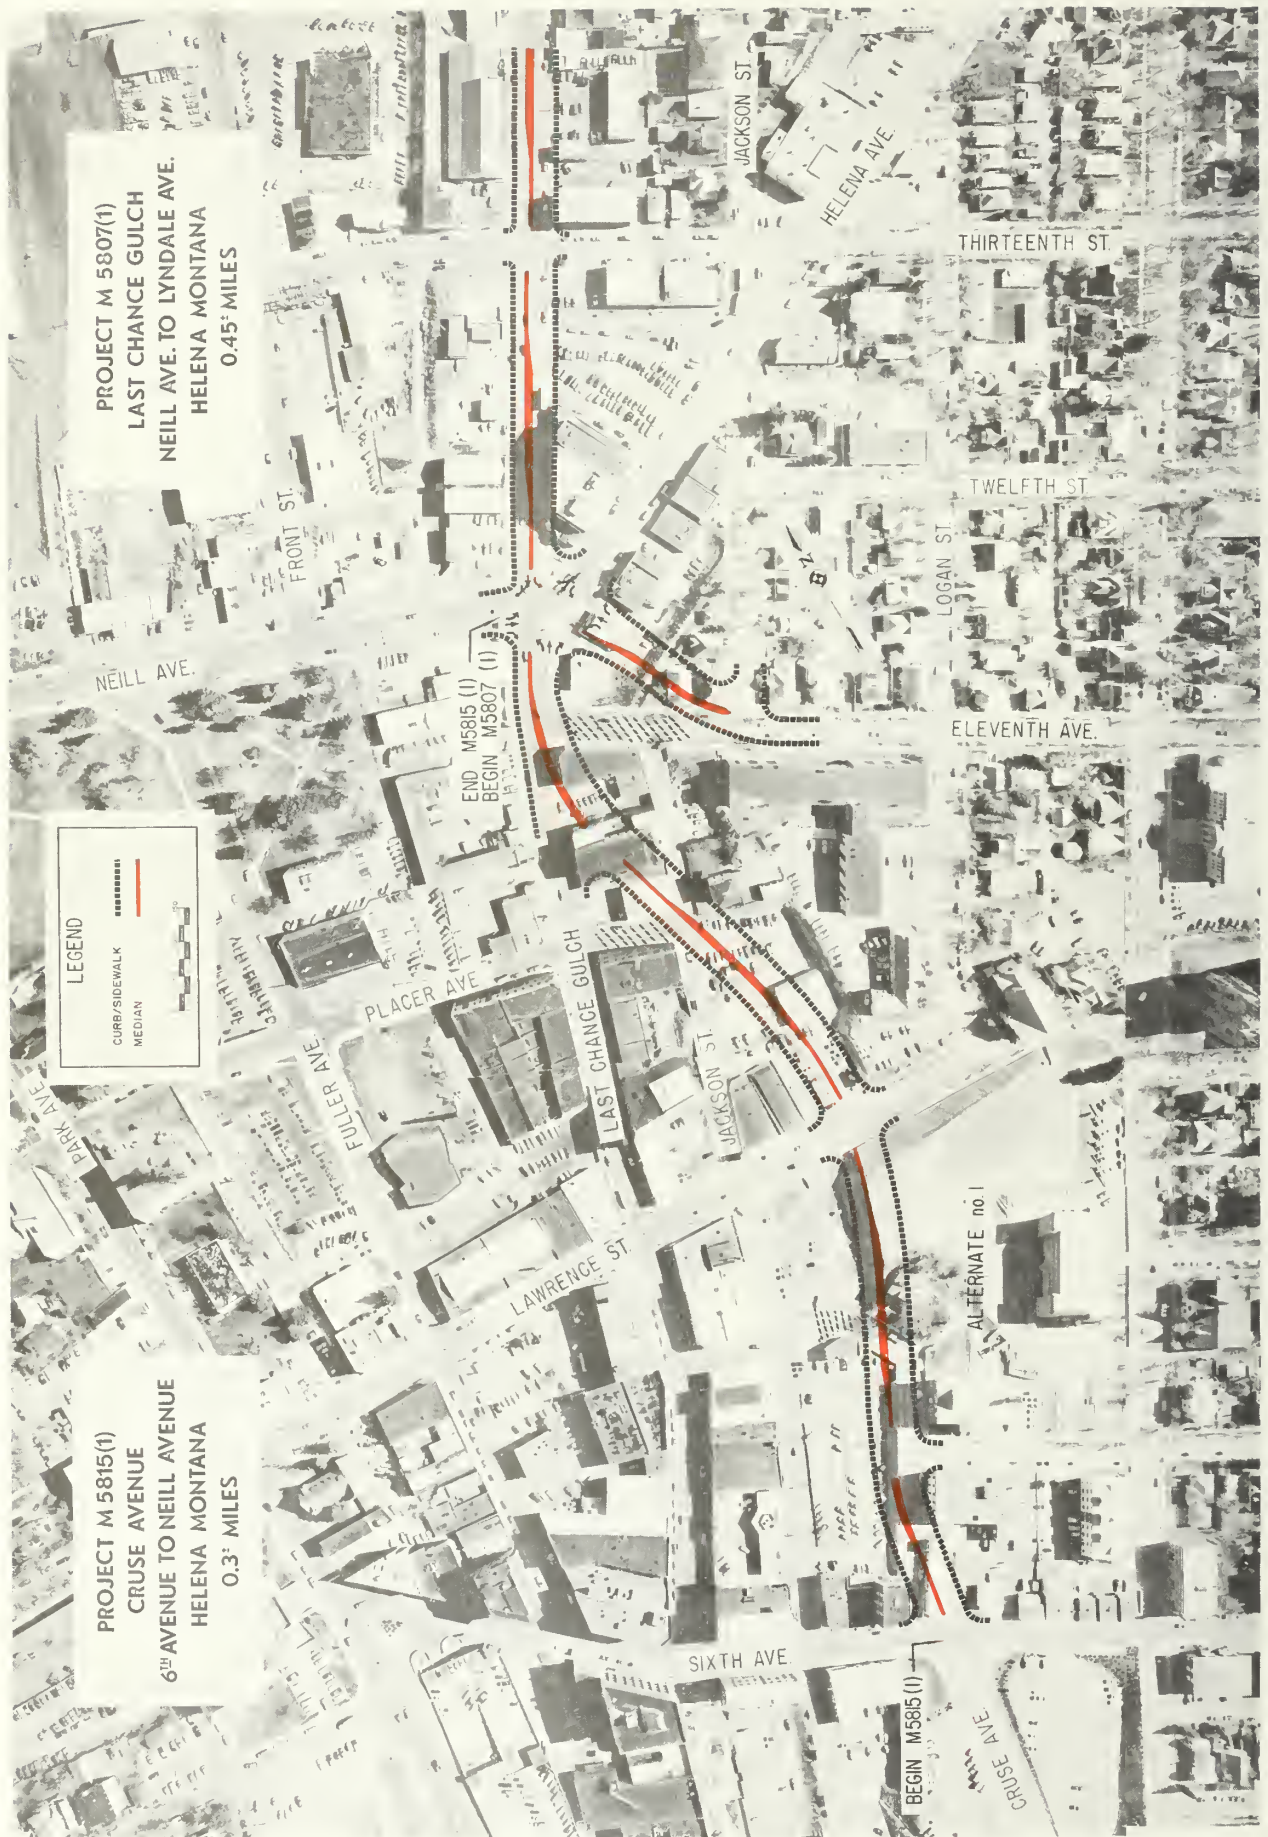 PROJECT M 5815(1)
CRUSE AVENUE
6TH AVENUE TO NEILL AVENUE
HELENA MONTANA
0.3± MILES
LEGEND
CURB/SIDEWALK
MEDIAN
PROJECT M 5807(1)
LAST CHANCE GULCH
NEILL AVE. TO LYNDALE AVE.
HELENA MONTANA
0.45± MILES
PARK AVE.
NEILL AVE.
FRONT ST.
FULLER AVE.
PLACER AVE
END M5815 (1)
BEGIN M5807 (1)
LAWRENCE ST.
LAST CHANCE GULCH
JACKSON ST.
JACKSON ST.
HELENA AVE.
SIXTH AVE.
BEGIN M5815(1)
CRUSE AVE.
ALTERNATE no. 1
ELEVENTH AVE.
LOGAN ST.
TWELFTH ST.
THIRTEENTH ST.